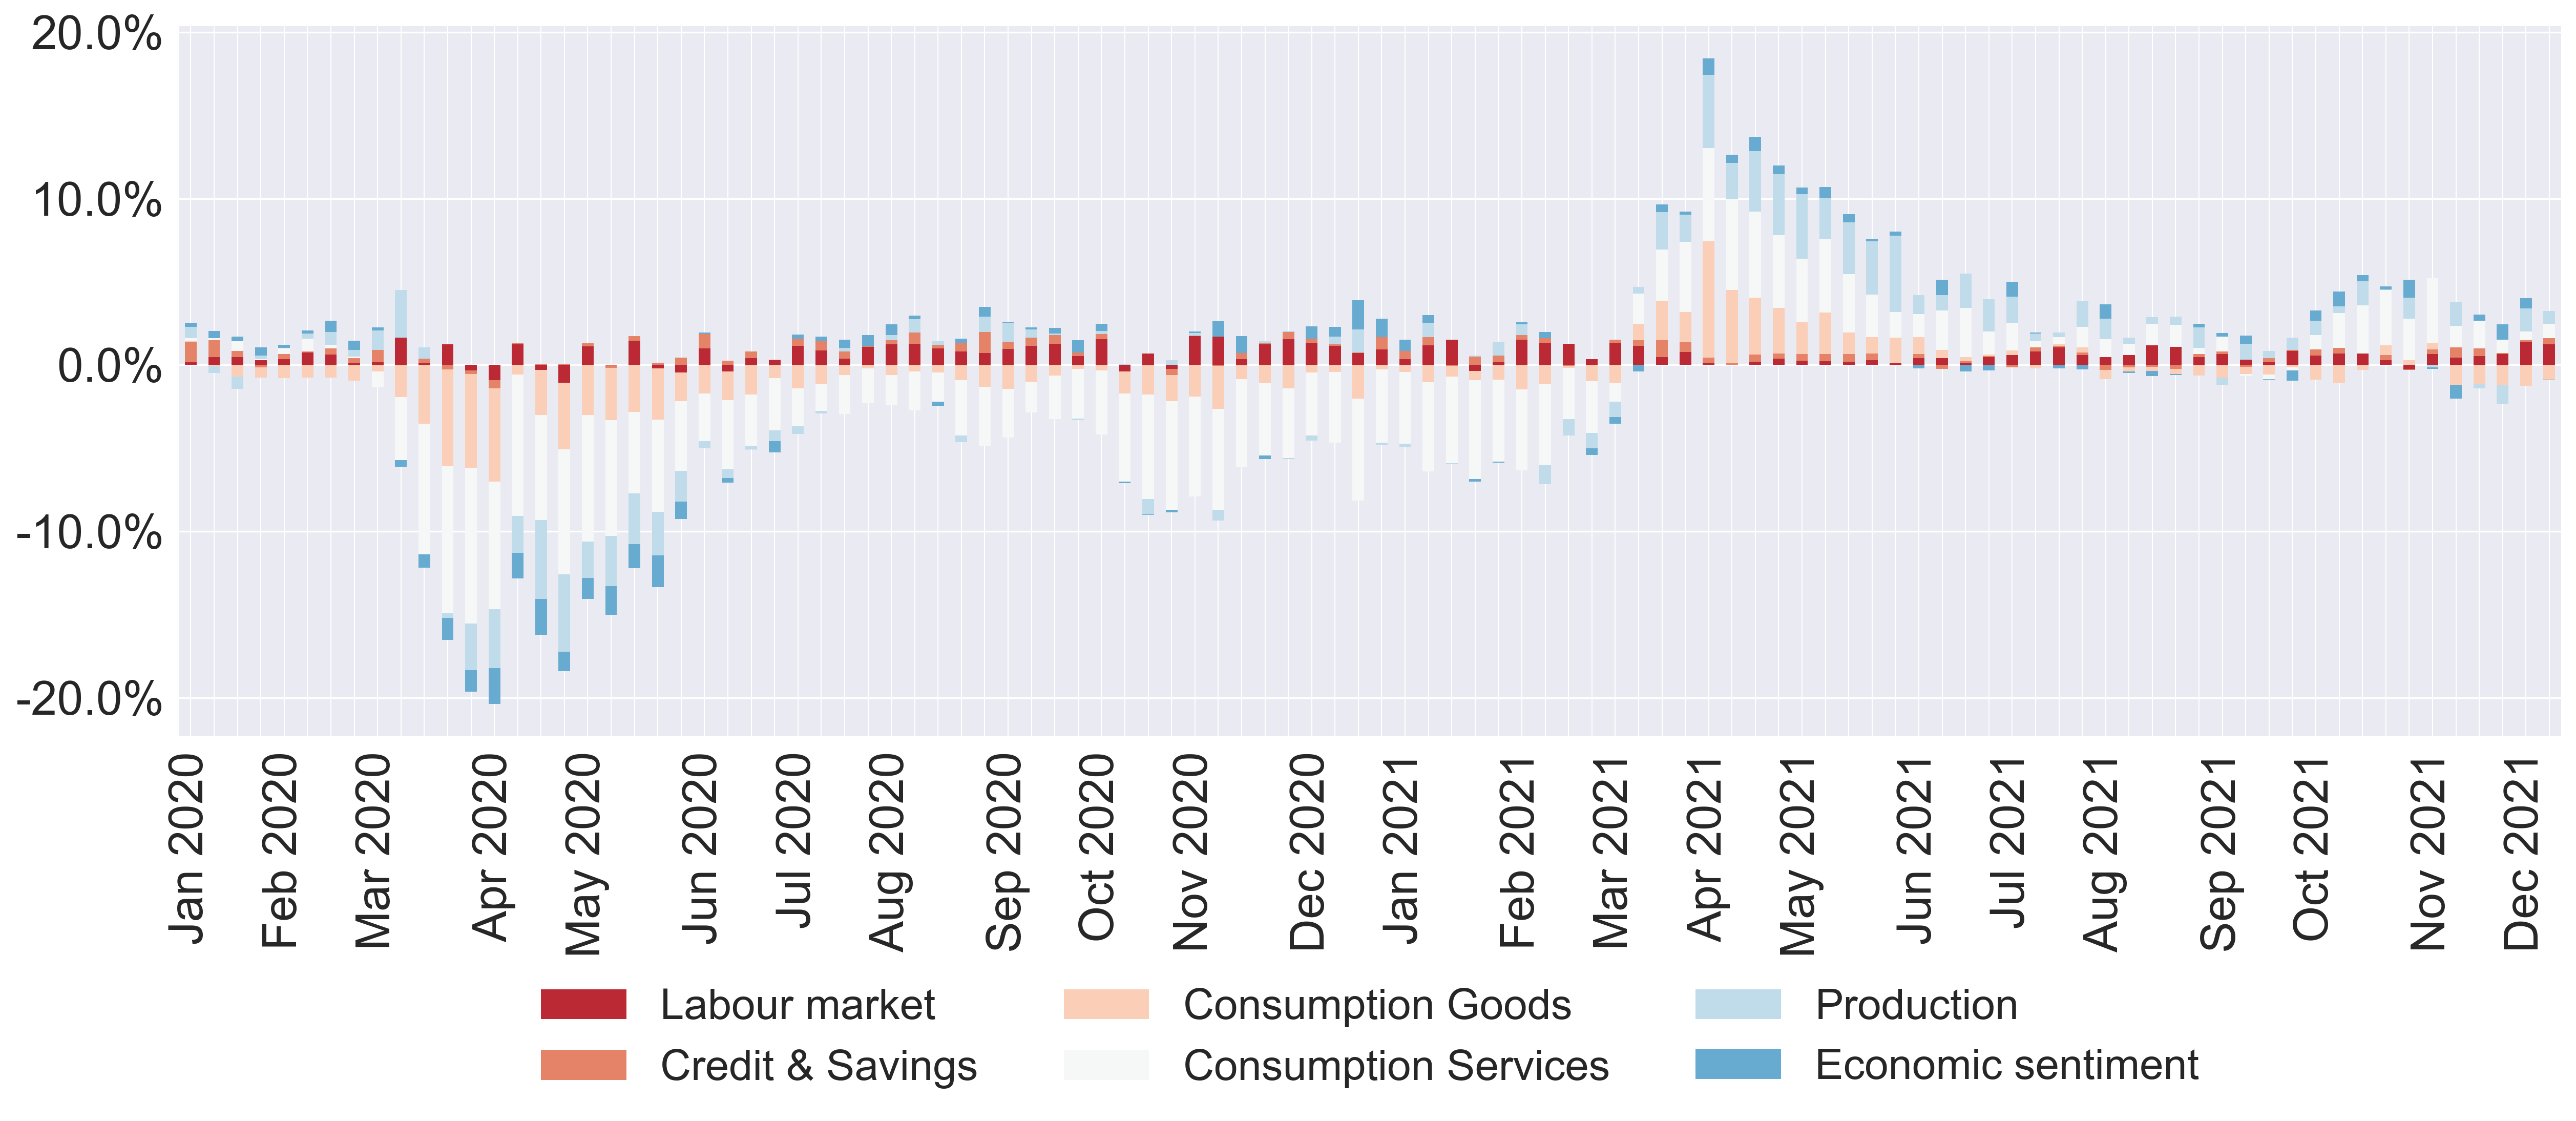 20.0%
10.0%
0.0%
-10.0%
-20.0%
Jan 2020
Feb 2020
Mar 2020
Apr 2020
May 2020
Jun 2020
Jul 2020
Aug 2020
Sep 2020
Oct 2020
Nov 2020
Dec 2020
Jan 2021
Feb 2021
Mar 2021
Apr 2021
May 2021
Jun 2021
Jul 2021
Aug 2021
Sep 2021
Oct 2021
Nov 2021
Dec 2021
Labour market
Consumption Goods
Production
Credit & Savings
Consumption Services
Economic sentiment